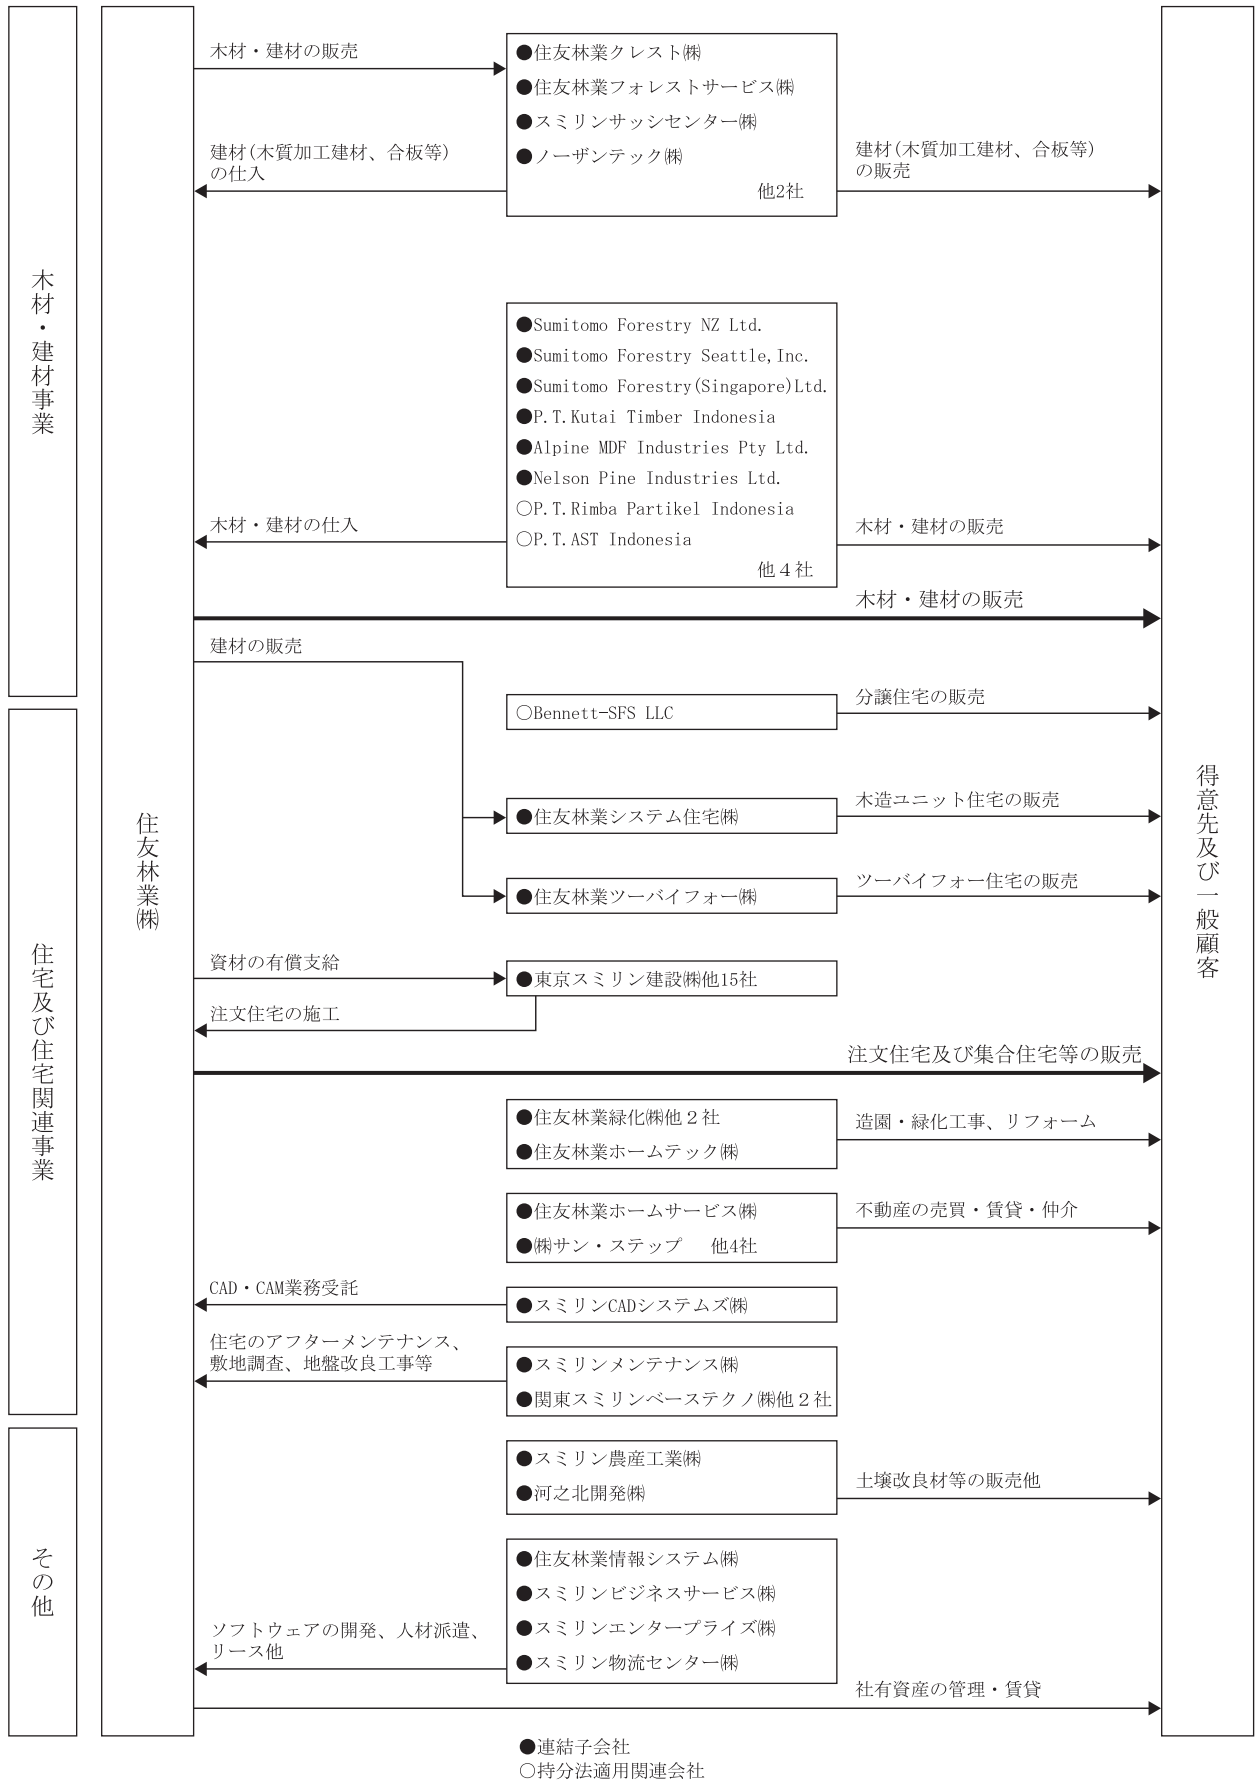 木材・建材事業
住宅及び住宅関連事業
その他
住友林業㈱
木材・建材の販売
●住友林業クレスト㈱
●住友林業フォレストサービス㈱
●スミリンサッシセンター㈱
●ノーザンテック㈱
他2社
建材(木質加工建材、合板等)
の仕入
建材(木質加工建材、合板等)
の販売
●Sumitomo Forestry NZ Ltd.
●Sumitomo Forestry Seattle,Inc.
●Sumitomo Forestry(Singapore)Ltd.
●P.T.Kutai Timber Indonesia
●Alpine MDF Industries Pty Ltd.
●Nelson Pine Industries Ltd.
○P.T.Rimba Partikel Indonesia
○P.T.AST Indonesia
他４社
木材・建材の仕入
木材・建材の販売
木材・建材の販売
建材の販売
○Bennett-SFS LLC
分譲住宅の販売
●住友林業システム住宅㈱
木造ユニット住宅の販売
●住友林業ツーバイフォー㈱
ツーバイフォー住宅の販売
資材の有償支給
●東京スミリン建設㈱他15社
注文住宅の施工
注文住宅及び集合住宅等の販売
●住友林業緑化㈱他２社
●住友林業ホームテック㈱
造園・緑化工事、リフォーム
●住友林業ホームサービス㈱
●㈱サン・ステップ　他4社
不動産の売買・賃貸・仲介
CAD・CAM業務受託
●スミリンCADシステムズ㈱
住宅のアフターメンテナンス、
敷地調査、地盤改良工事等
●スミリンメンテナンス㈱
●関東スミリンベーステクノ㈱他２社
●スミリン農産工業㈱
●河之北開発㈱
土壌改良材等の販売他
●住友林業情報システム㈱
●スミリンビジネスサービス㈱
●スミリンエンタープライズ㈱
●スミリン物流センター㈱
ソフトウェアの開発、人材派遣、
リース他
社有資産の管理・賃貸
得意先及び一般顧客
●連結子会社
○持分法適用関連会社